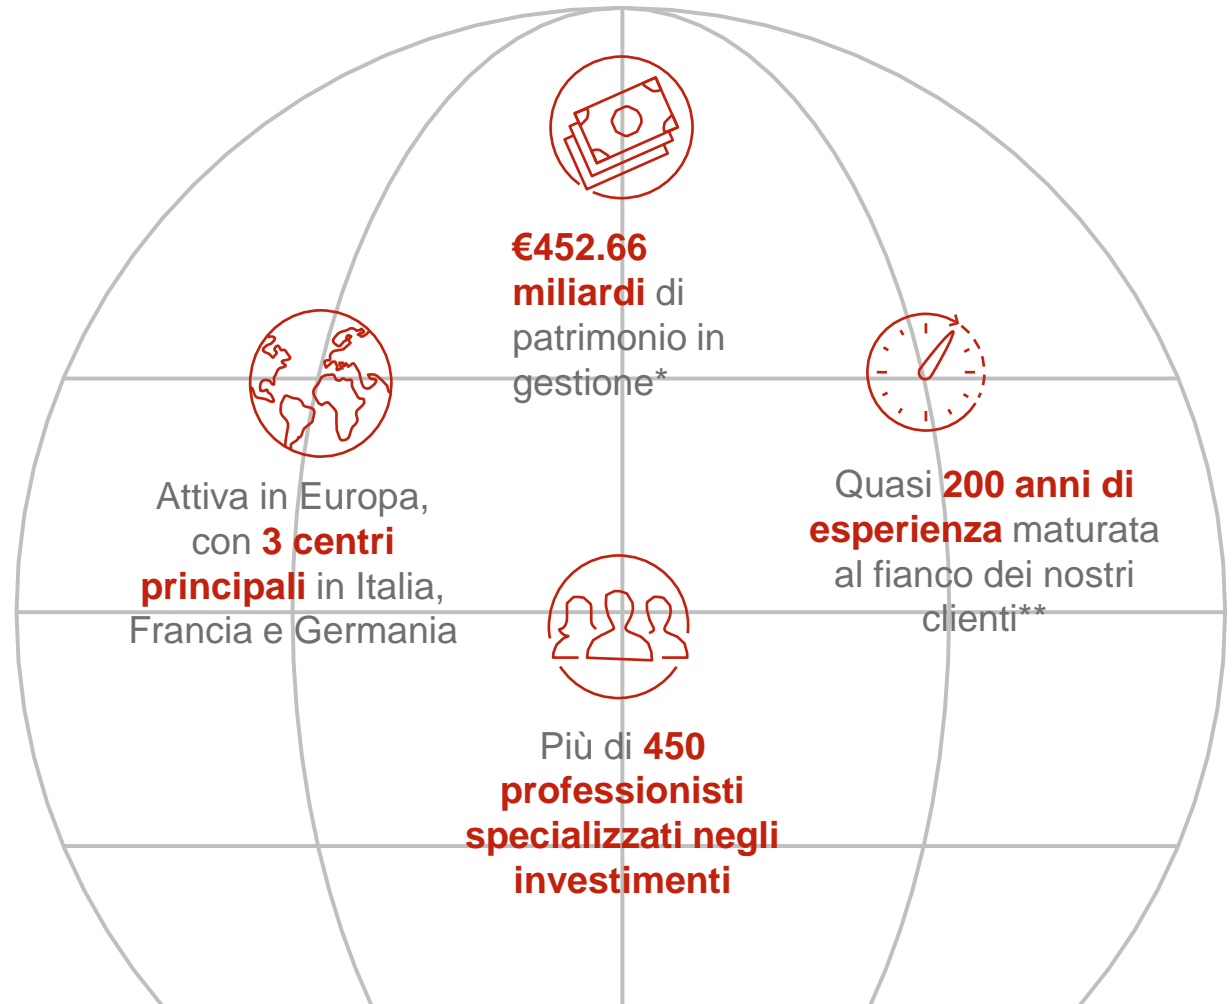 €452.66
miliardi di
patrimonio in
gestione*
Attiva in Europa,
con 3 centri
principali in Italia,
Francia e Germania
Quasi 200 anni di
esperienza maturata
al fianco dei nostri
clienti**
Più di 450
professionisti
specializzati negli
investimenti